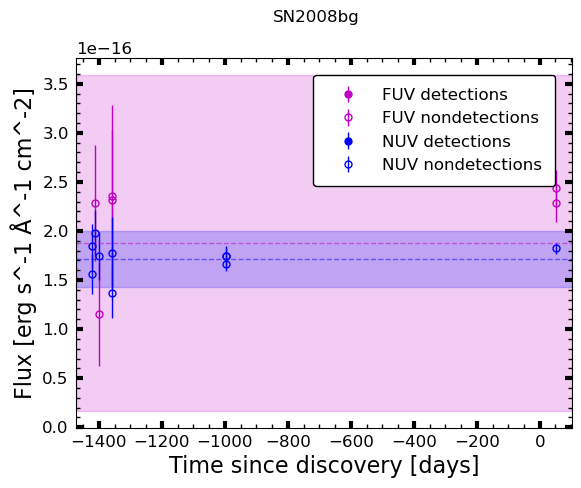 SN2008bg
1e−16
3.5
3.0
2.5
2.0
1.5
1.0
0.5
0.0
Flux [erg s^-1 Å^-1 cm^-2]
FUV detections
FUV nondetections
NUV detections
NUV nondetections
−1400 −1200 −1000 −800 −600 −400 −200 0
Time since discovery [days]